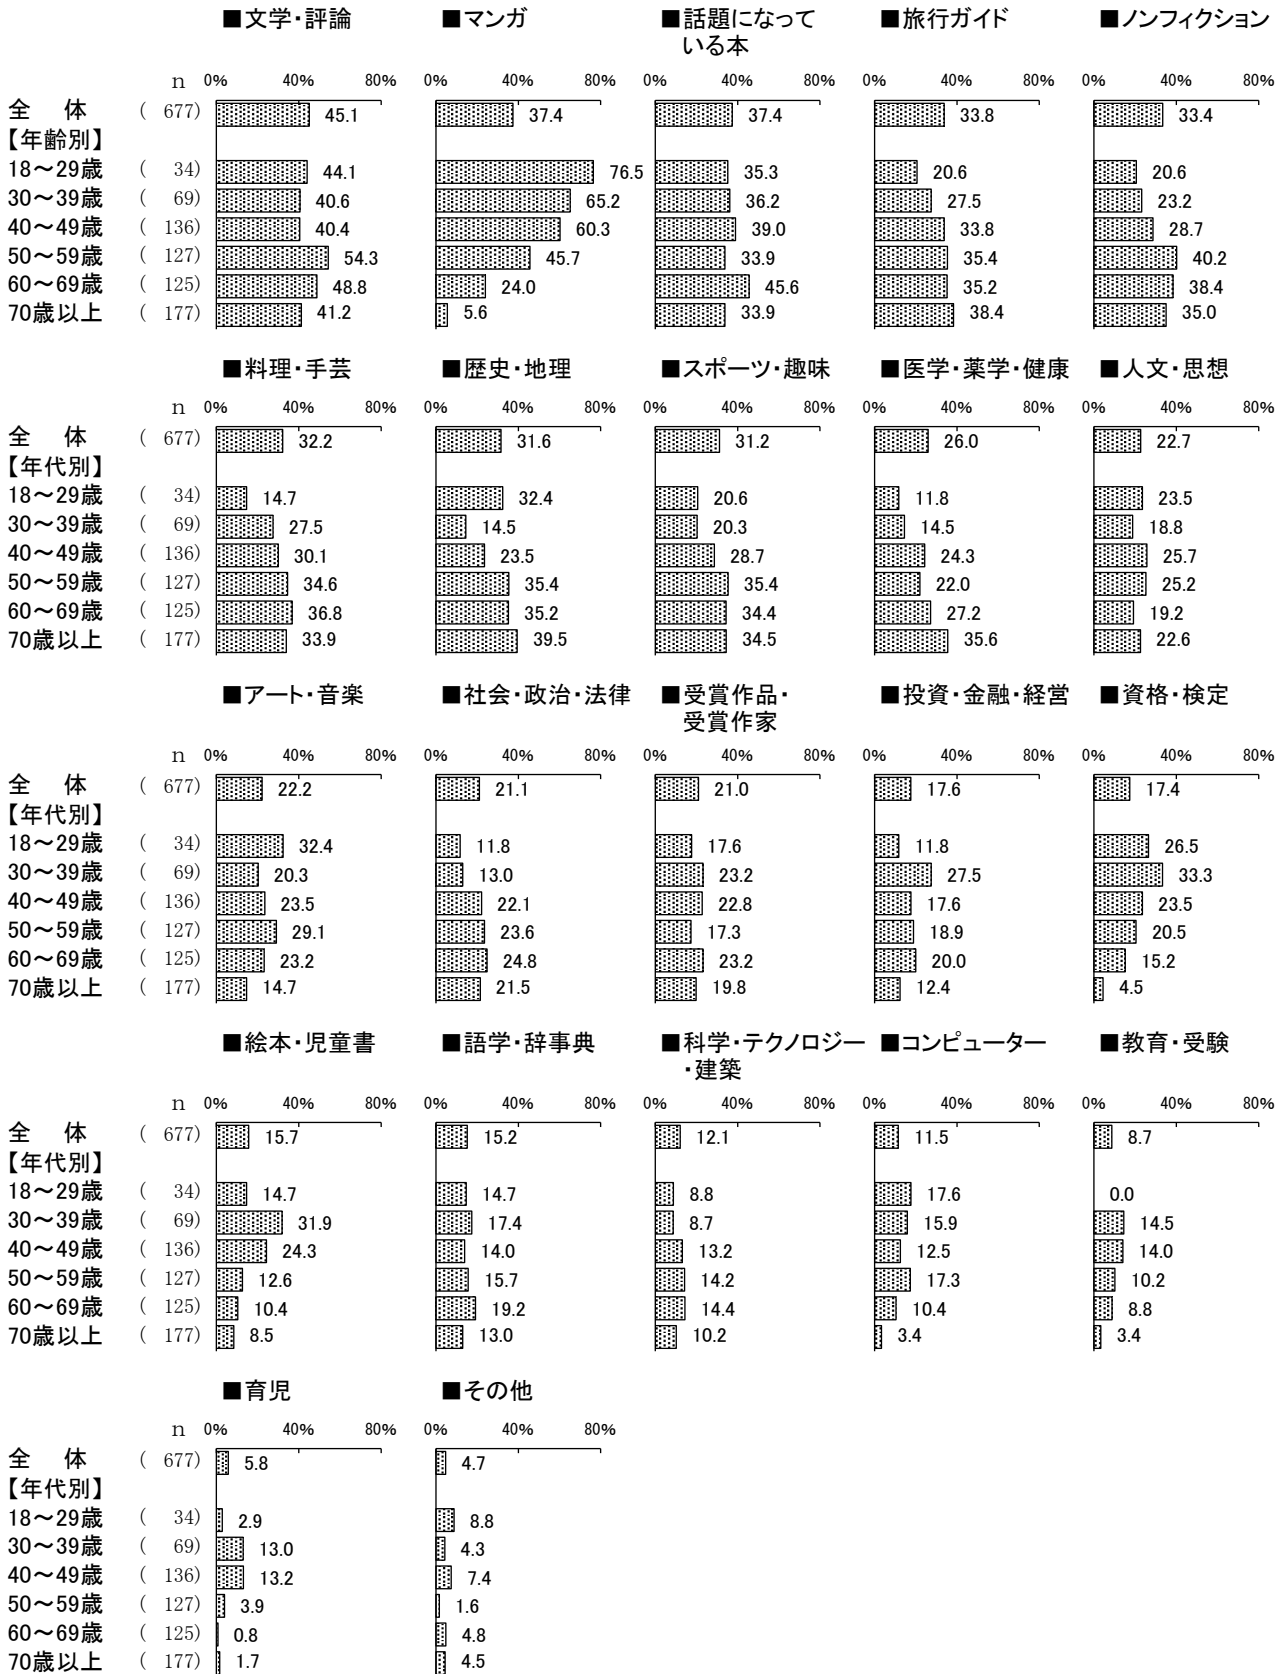 ■文学・評論 ■マンガ ■話題になって ■旅行ガイド ■ノンフィクション
いる本
n 0% 40% 80% 0% 40% 80% 0% 40% 80% 0% 40% 80% 0% 40% 80%
全 体 ( 677) 45.1 37.4 37.4 33.8 33.4
【年齢別】
18～29歳 ( 34) 44.1 76.5 35.3 20.6 20.6
30～39歳 ( 69) 40.6 65.2 36.2 27.5 23.2
40～49歳 ( 136) 40.4 60.3 39.0 33.8 28.7
50～59歳 ( 127) 54.3 45.7 33.9 35.4 40.2
60～69歳 ( 125) 48.8 24.0 45.6 35.2 38.4
70歳以上 ( 177) 41.2 5.6 33.9 38.4 35.0
■料理・手芸 ■歴史・地理 ■スポーツ・趣味 ■医学・薬学・健康 ■人文・思想
n 0% 40% 80% 0% 40% 80% 0% 40% 80% 0% 40% 80% 0% 40% 80%
全 体 ( 677) 32.2 31.6 31.2 26.0 22.7
【年代別】
18～29歳 ( 34) 14.7 32.4 20.6 11.8 23.5
30～39歳 ( 69) 27.5 14.5 20.3 14.5 18.8
40～49歳 ( 136) 30.1 23.5 28.7 24.3 25.7
50～59歳 ( 127) 34.6 35.4 35.4 22.0 25.2
60～69歳 ( 125) 36.8 35.2 34.4 27.2 19.2
70歳以上 ( 177) 33.9 39.5 34.5 35.6 22.6
■アート・音楽 ■社会・政治・法律 ■受賞作品・ ■投資・金融・経営 ■資格・検定
受賞作家
n 0% 40% 80% 0% 40% 80% 0% 40% 80% 0% 40% 80% 0% 40% 80%
全 体 ( 677) 22.2 21.1 21.0 17.6 17.4
【年代別】
18～29歳 ( 34) 32.4 11.8 17.6 11.8 26.5
30～39歳 ( 69) 20.3 13.0 23.2 27.5 33.3
40～49歳 ( 136) 23.5 22.1 22.8 17.6 23.5
50～59歳 ( 127) 29.1 23.6 17.3 18.9 20.5
60～69歳 ( 125) 23.2 24.8 23.2 20.0 15.2
70歳以上 ( 177) 14.7 21.5 19.8 12.4 4.5
■絵本・児童書 ■語学・辞事典 ■科学・テクノロジー ■コンピューター ■教育・受験
・建築
n 0% 40% 80% 0% 40% 80% 0% 40% 80% 0% 40% 80% 0% 40% 80%
全 体 ( 677) 15.7 15.2 12.1 11.5 8.7
【年代別】
18～29歳 ( 34) 14.7 14.7 8.8 17.6 0.0
30～39歳 ( 69) 31.9 17.4 8.7 15.9 14.5
40～49歳 ( 136) 24.3 14.0 13.2 12.5 14.0
50～59歳 ( 127) 12.6 15.7 14.2 17.3 10.2
60～69歳 ( 125) 10.4 19.2 14.4 10.4 8.8
70歳以上 ( 177) 8.5 13.0 10.2 3.4 3.4
■育児 ■その他
n 0% 40% 80% 0% 40% 80%
全 体 ( 677) 5.8 4.7
【年代別】
18～29歳 ( 34) 2.9 8.8
30～39歳 ( 69) 13.0 4.3
40～49歳 ( 136) 13.2 7.4
50～59歳 ( 127) 3.9 1.6
60～69歳 ( 125) 0.8 4.8
70歳以上 ( 177) 1.7 4.5